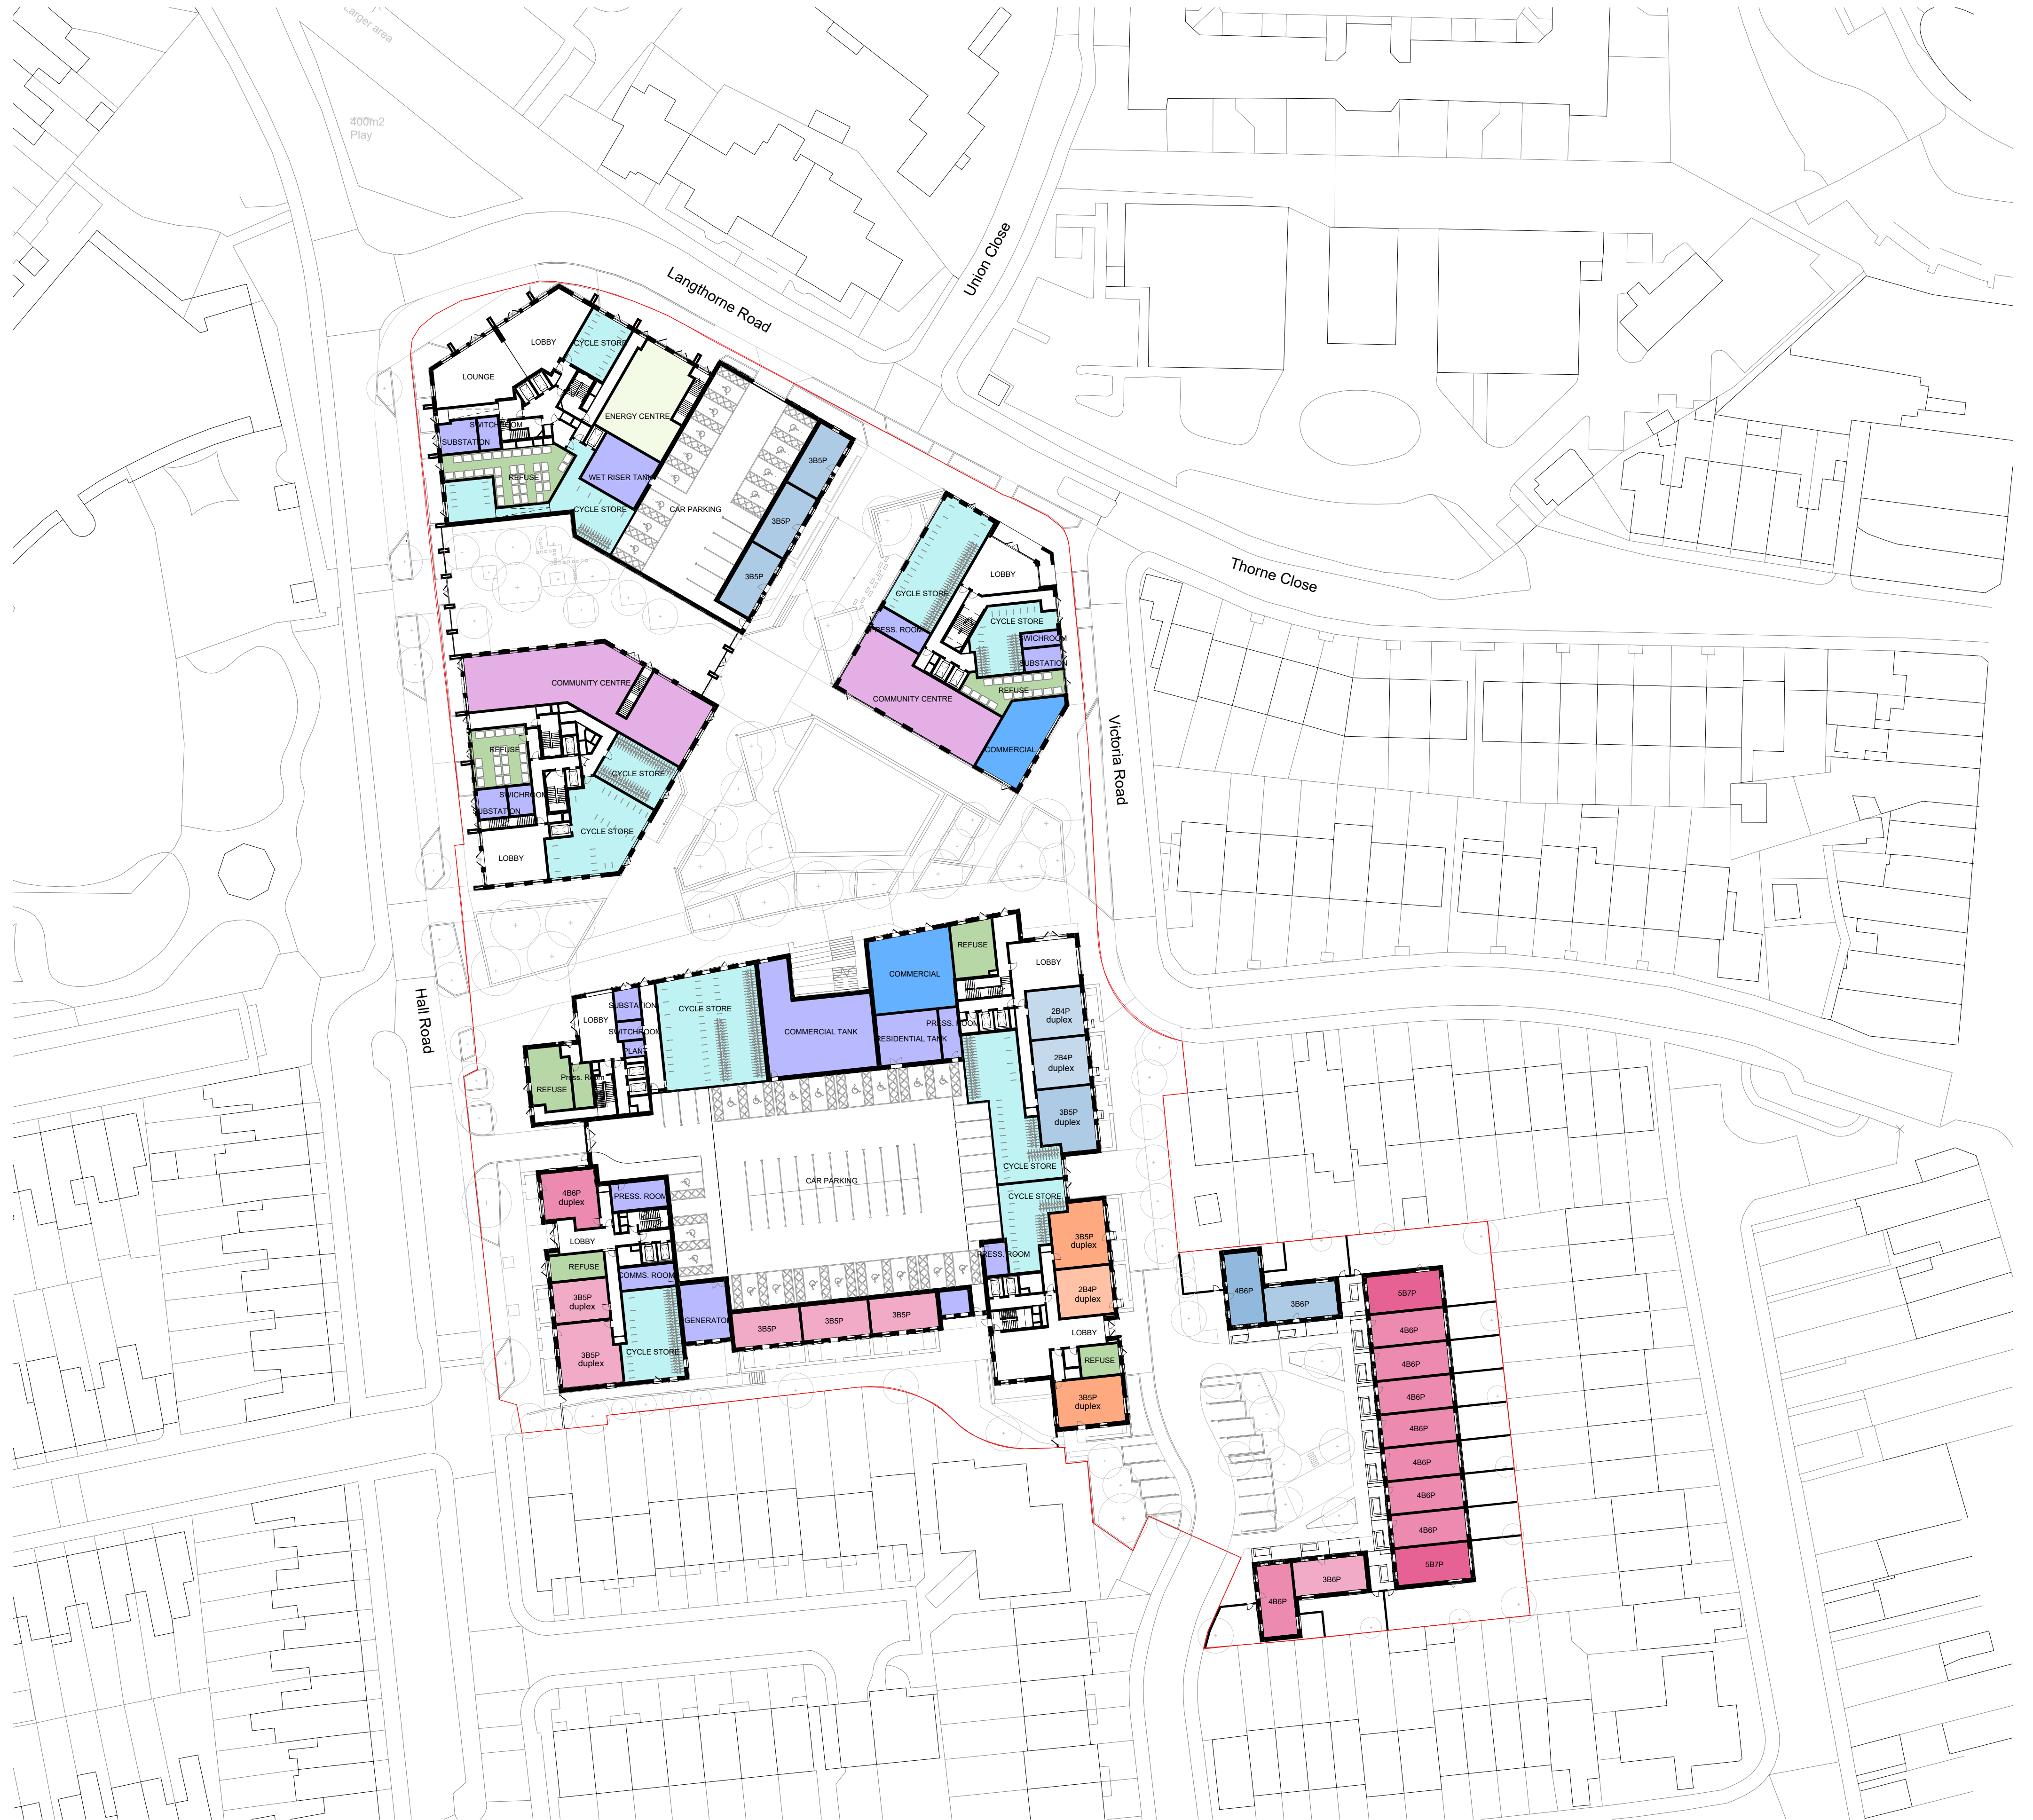 Larger area
400m2
Play
Langthorne Road
Union Close
LOBBY
CYCLE STORE
LOUNGE
ENERGY CENTRE
SWITCHROOM
SUBSTATION
REFUSE
WET RISER TANK
CYCLE STORE
CAR PARKING
3B5P
3B5P
3B5P
Thorne Close
LOBBY
CYCLE STORE
CYCLE STORE
PRESS. ROOM
SWICHROOM
SUBSTATION
REFUSE
COMMUNITY CENTRE
COMMERCIAL
Victoria Road
COMMUNITY CENTRE
REFUSE
CYCLE STORE
SWICHROOM
SUBSTATION
CYCLE STORE
LOBBY
Hall Road
REFUSE
LOBBY
COMMERCIAL
SUBSTATION
LOBBY
CYCLE STORE
SWITCHROOM
COMMERCIAL TANK
PRESS. ROOM
RESIDENTIAL TANK
PLANT
2B4P
duplex
2B4P
duplex
3B5P
duplex
Press. Room
REFUSE
CYCLE STORE
CAR PARKING
CYCLE STORE
4B6P
duplex
PRESS. ROOM
LOBBY
REFUSE
COMMS. ROOM
3B5P
duplex
PRESS. ROOM
3B5P
duplex
2B4P
duplex
GENERATOR
3B5P
3B5P
3B5P
LOBBY
3B5P
duplex
CYCLE STORE
REFUSE
3B5P
duplex
4B6P
3B6P
5B7P
4B6P
4B6P
4B6P
4B6P
4B6P
4B6P
4B6P
5B7P
3B6P
4B6P